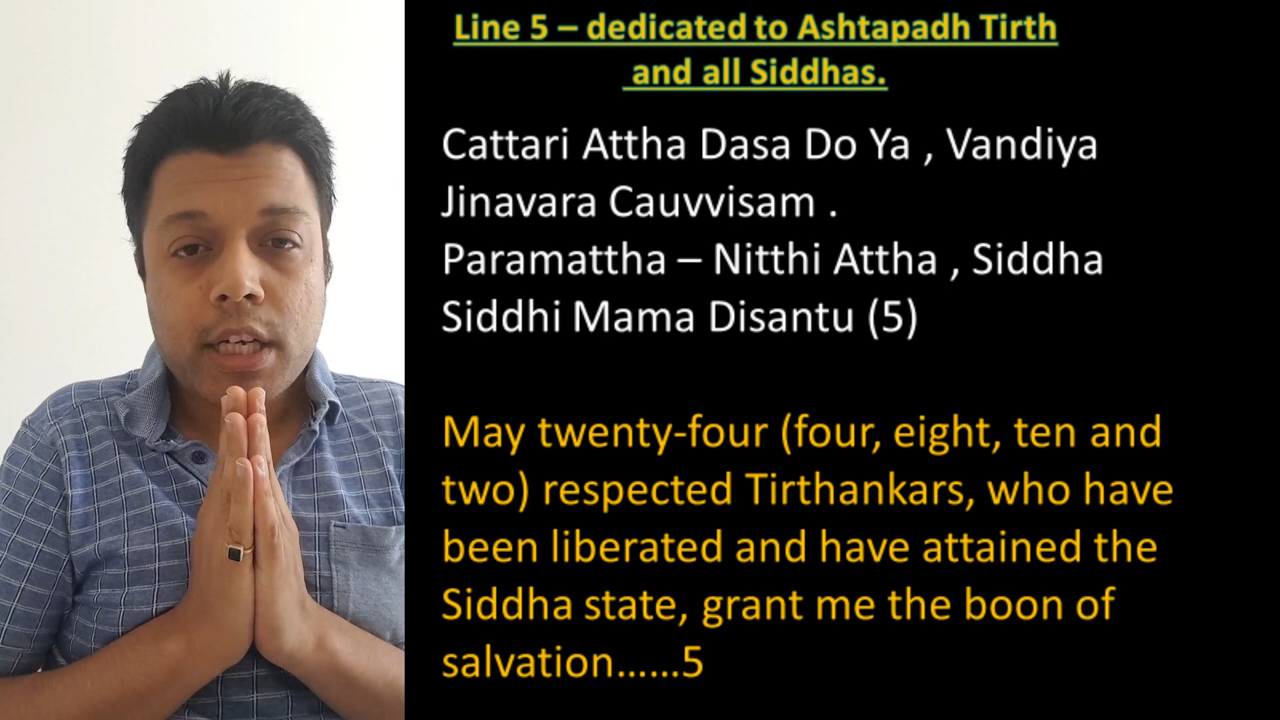 Line 5 – dedicated to Ashtapadh Tirth
and all Siddhas.
Cattari Attha Dasa Do Ya , Vandiya
Jinavara Cauvvisam .
Paramattha – Nitthi Attha , Siddha
Siddhi Mama Disantu (5)
May twenty-four (four, eight, ten and
two) respected Tirthankars, who have
been liberated and have attained the
Siddha state, grant me the boon of
salvation......5